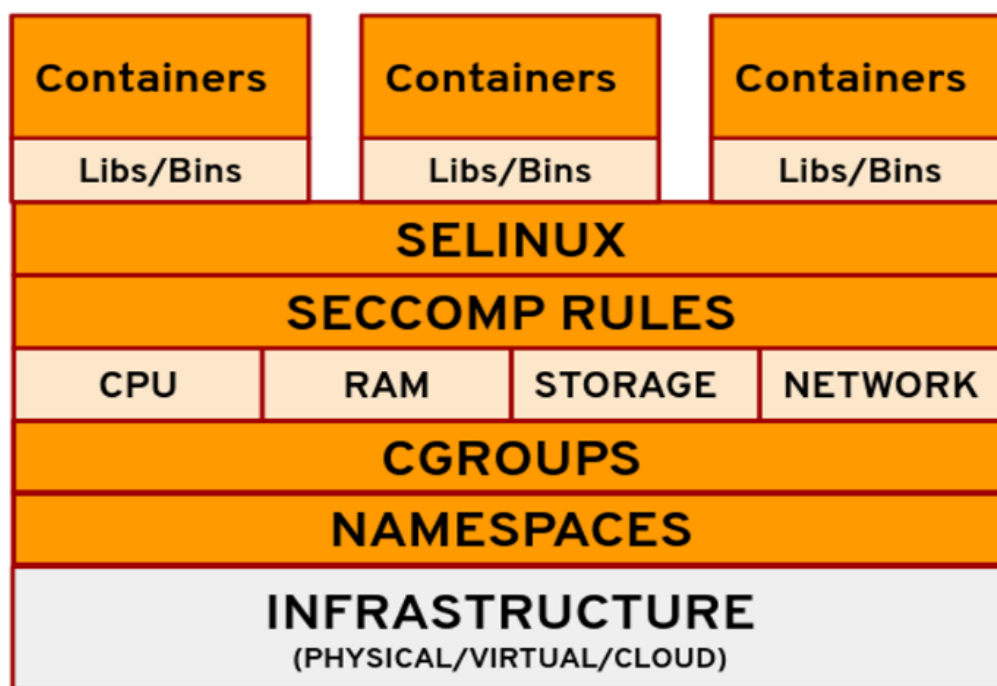 Containers Containers Containers
Libs/Bins Libs/Bins Libs/Bins
SELINUX
SECCOMP RULES
CPU RAM STORAGE NETWORK
CGROUPS
NAMESPACES
INFRASTRUCTURE
(PHYSICAL/VIRTUAL/CLOUD)